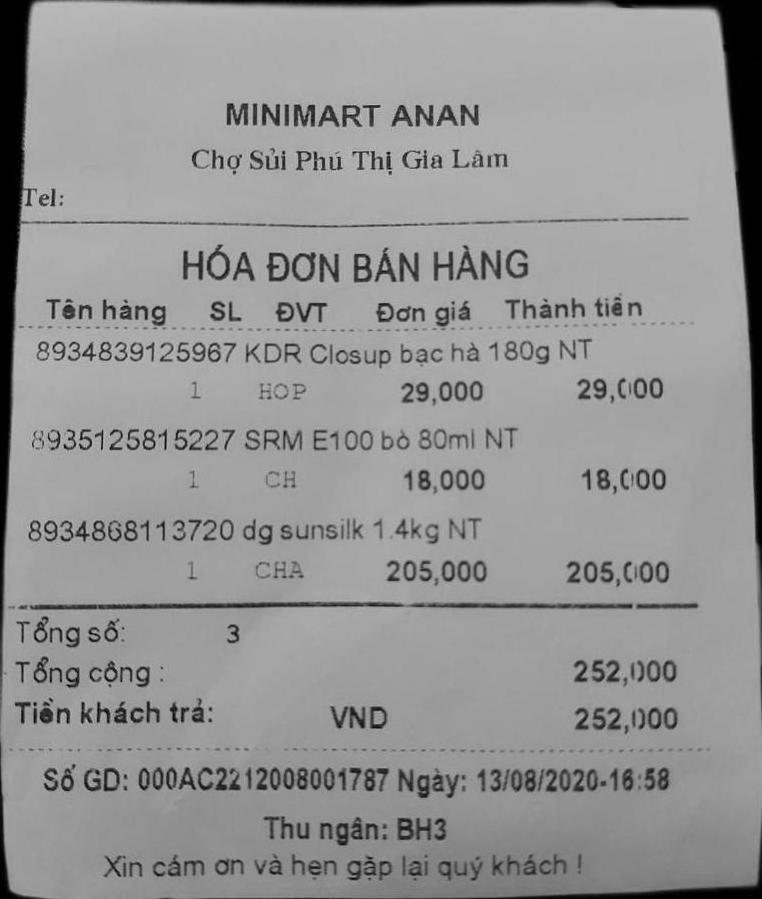 MINIMART ANAN
Chợ Sủi Phú Thị Gia Lâm
Tel:
HÓA ĐƠN BÁN HÀNG
Tên hàng SL ĐVT Đơn giá Thành tiền
8934839125967 KDR Closup bạc hà 180g NT
1 HOP 29,000 29,000
8935125815227 SRM E100 bò 80ml NT
1 CH 18,000 18,000
8934868113720 dg sunsilk 1.4kg NT
1 CHA 205,000 205,000
Tổng số: 3
Tổng cộng : 252,000
Tiền khách trả: VND 252,000
Số GD: 000AC2212008001787 Ngày: 13/08/2020-16:58
Thu ngân: BH3
Xin cám ơn và hẹn gặp lại quý khách !